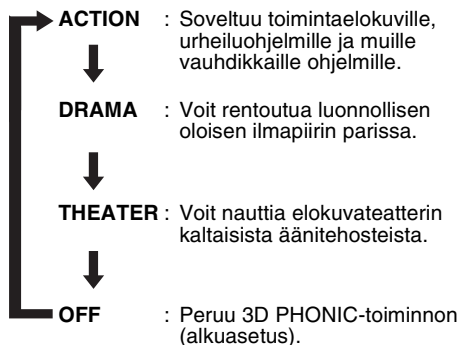 ACTION : Soveltuu toimintaelokuville,
urheiluohjelmille ja muille
vauhdikkaille ohjelmille.
DRAMA : Voit rentoutua luonnollisen
oloisen ilmapiirin parissa.
THEATER : Voit nauttia elokuvateatterin
kaltaisista äänitehosteista.
OFF : Peruu 3D PHONIC-toiminnon
(alkuasetus).